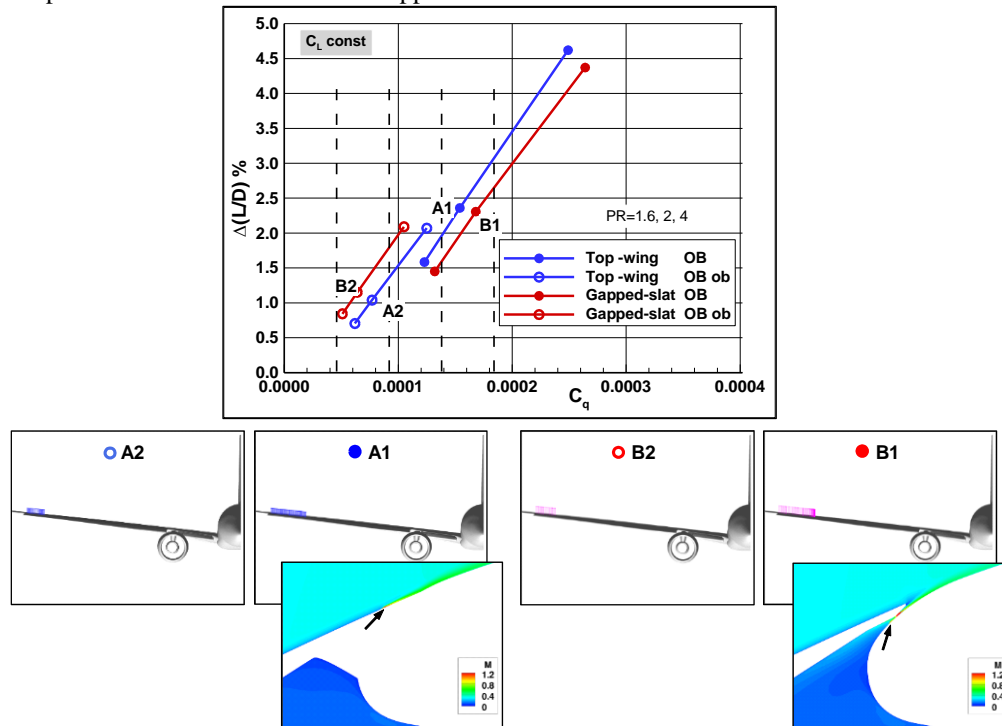 5.0
C_L const
4.5
4.0
3.5
3.0
2.5
2.0
1.5
1.0
0.5
0.0
Δ(L/D) %
A1
B1
B2
A2
PR=1.6, 2, 4
Top -wing OB
Top -wing OB ob
Gapped-slat OB
Gapped-slat OB ob
0.0000 0.0001 0.0002 0.0003 0.0004
C_q
A2
A1
B2
B1
M
1.2
0.8
0.4
0
M
1.2
0.8
0.4
0